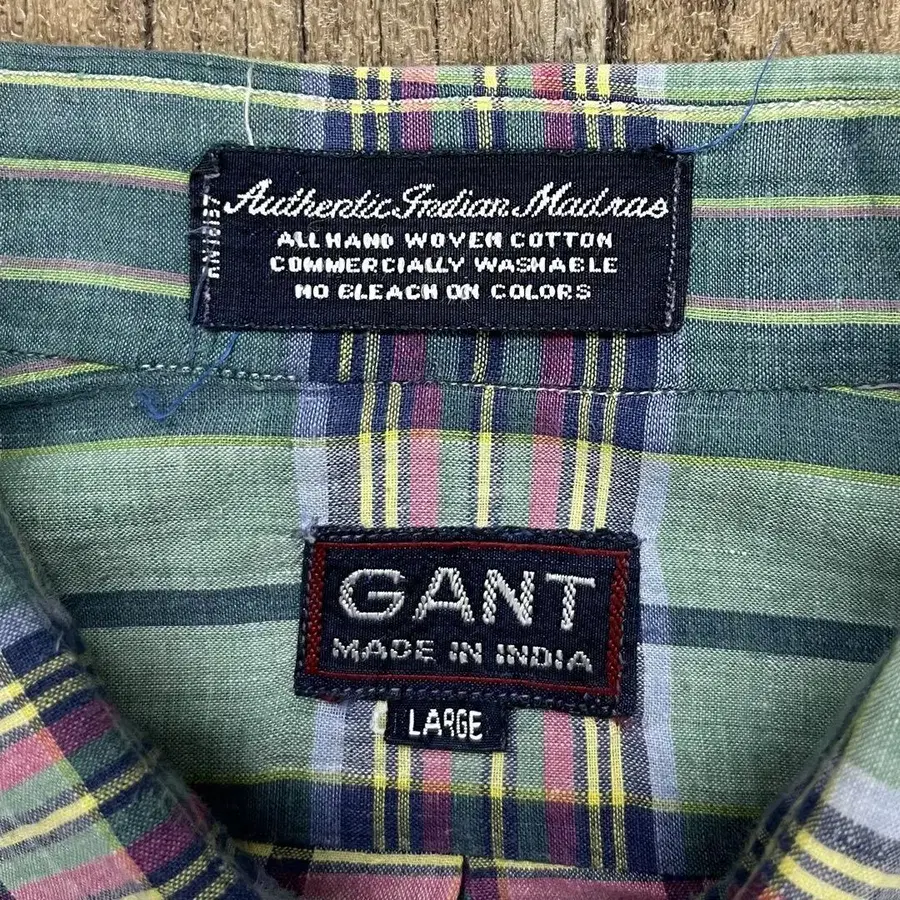 Authentic Indian Madras
ALL HAND WOVEN COTTON
COMMERCIALLY WASHABLE
NO BLEACH ON COLORS
GANT
MADE IN INDIA
LARGE